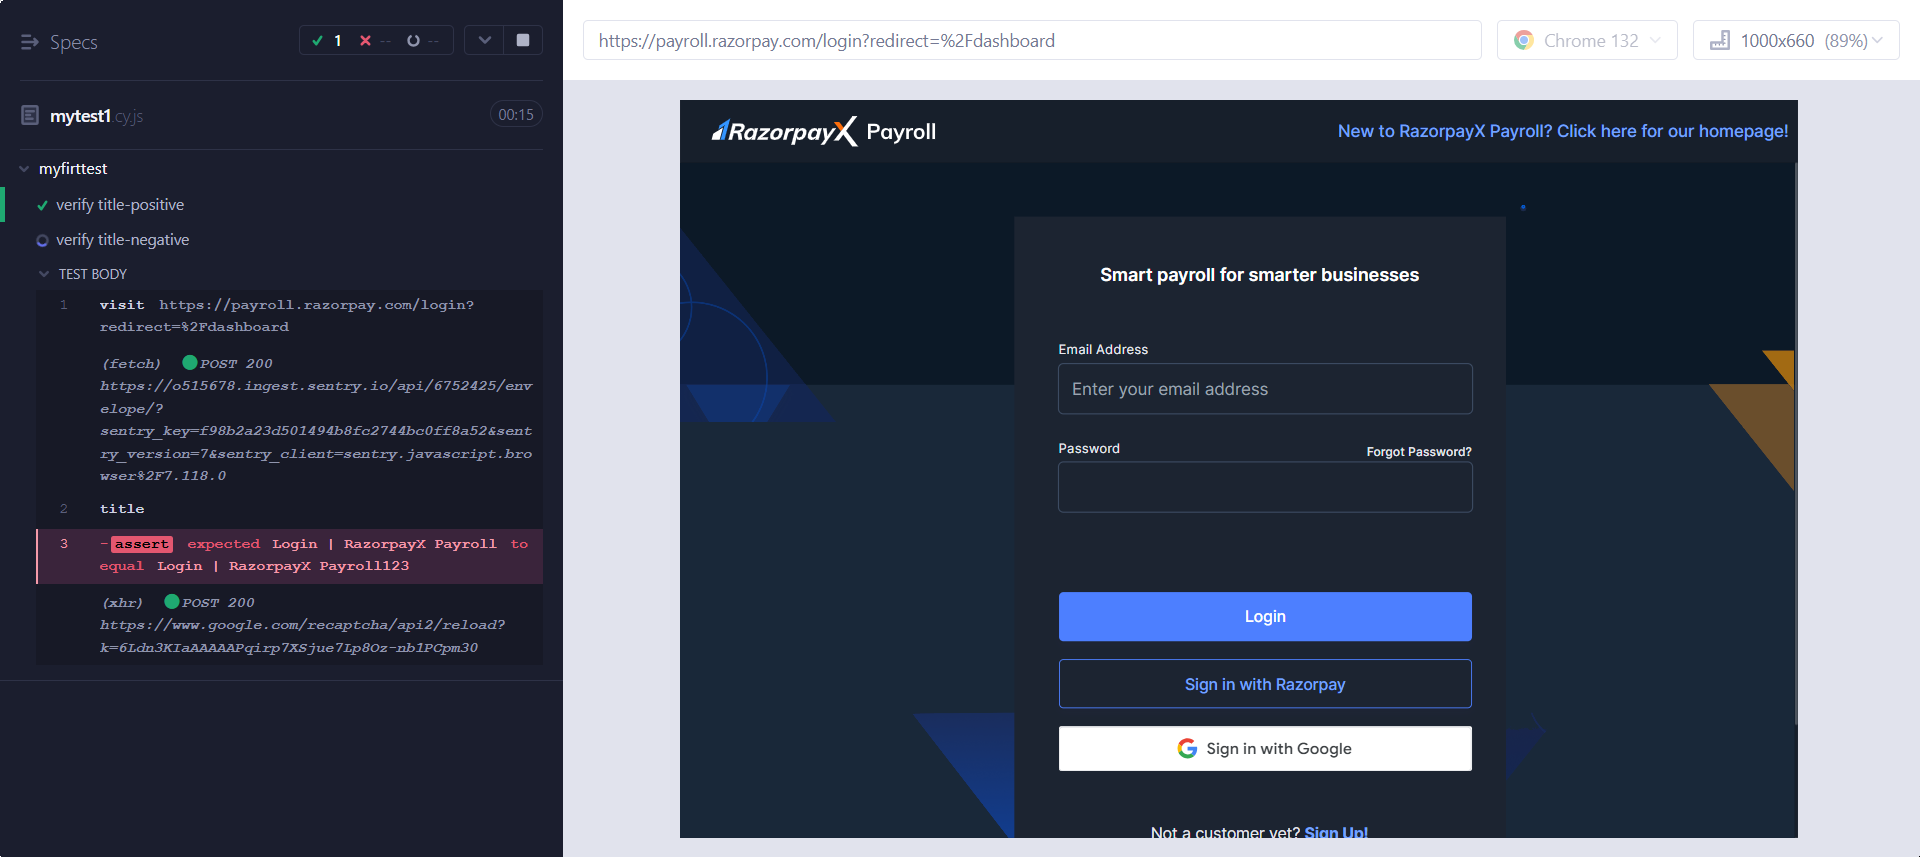 Specs
1 -- --
mytest1.cy.js
00:15
myfirttest
verify title-positive
verify title-negative
TEST BODY
1 visit https://payroll.razorpay.com/login?
redirect=%2Fdashboard
(fetch) POST 200
https://o515678.ingest.sentry.io/api/6752425/env
elope/?
sentry_key=f98b2a23d501494b8fc2744bc0ff8a52&sent
ry_version=7&sentry_client=sentry.javascript.bro
wser%2F7.118.0
2 title
3 -assert expected Login | RazorpayX Payroll to
equal Login | RazorpayX Payroll123
(xhr) POST 200
https://www.google.com/recaptcha/api2/reload?
k=6Ldn3KIaAAAAAPqirp7XSjue7Lp8Oz-nb1PCpm30
https://payroll.razorpay.com/login?redirect=%2Fdashboard
Chrome 132
1000x660 (89%)
RazorpayX Payroll
New to RazorpayX Payroll? Click here for our homepage!
Smart payroll for smarter businesses
Email Address
Enter your email address
Password
Forgot Password?
Login
Sign in with Razorpay
Sign in with Google
Not a customer yet? Sign Up!